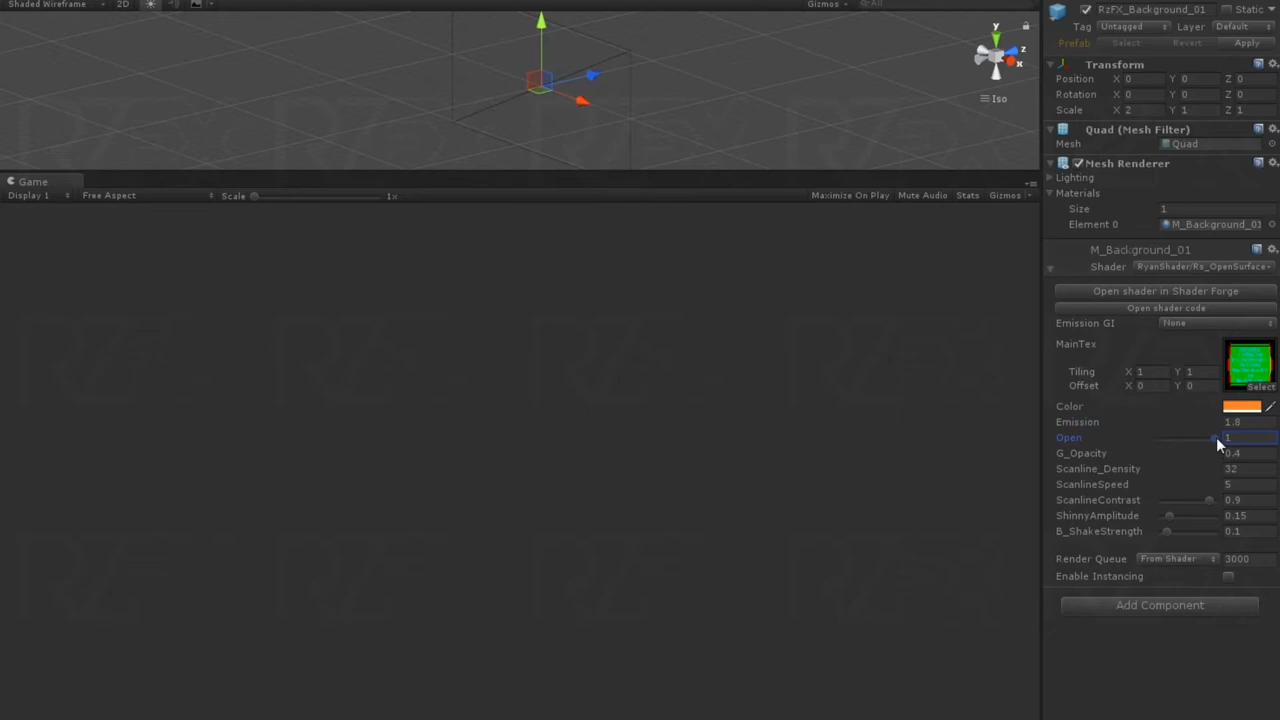 Shaded Wireframe 2D Gizmos All
y
z
x
Iso
Game
Display 1 Free Aspect Scale 1x Maximize On Play Mute Audio Stats Gizmos
RzFX_Background_01 Static
Tag Untagged Layer Default
Prefab Select Revert Apply
Transform
Position X 0 Y 0 Z 0
Rotation X 0 Y 0 Z 0
Scale X 2 Y 1 Z 1
Quad (Mesh Filter)
Mesh Quad
Mesh Renderer
Lighting
Materials
Size 1
Element 0 M_Background_01
M_Background_01
Shader RyanShader/Rs_OpenSurface
Open shader in Shader Forge
Open shader code
Emission GI None
MainTex
Tiling X 1 Y 1
Offset X 0 Y 0 Select
Color
Emission 1.8
Open 1
G_Opacity 0.4
Scanline_Density 32
ScanlineSpeed 5
ScanlineContrast 0.9
ShinnyAmplitude 0.15
B_ShakeStrength 0.1
Render Queue From Shader 3000
Enable Instancing
Add Component